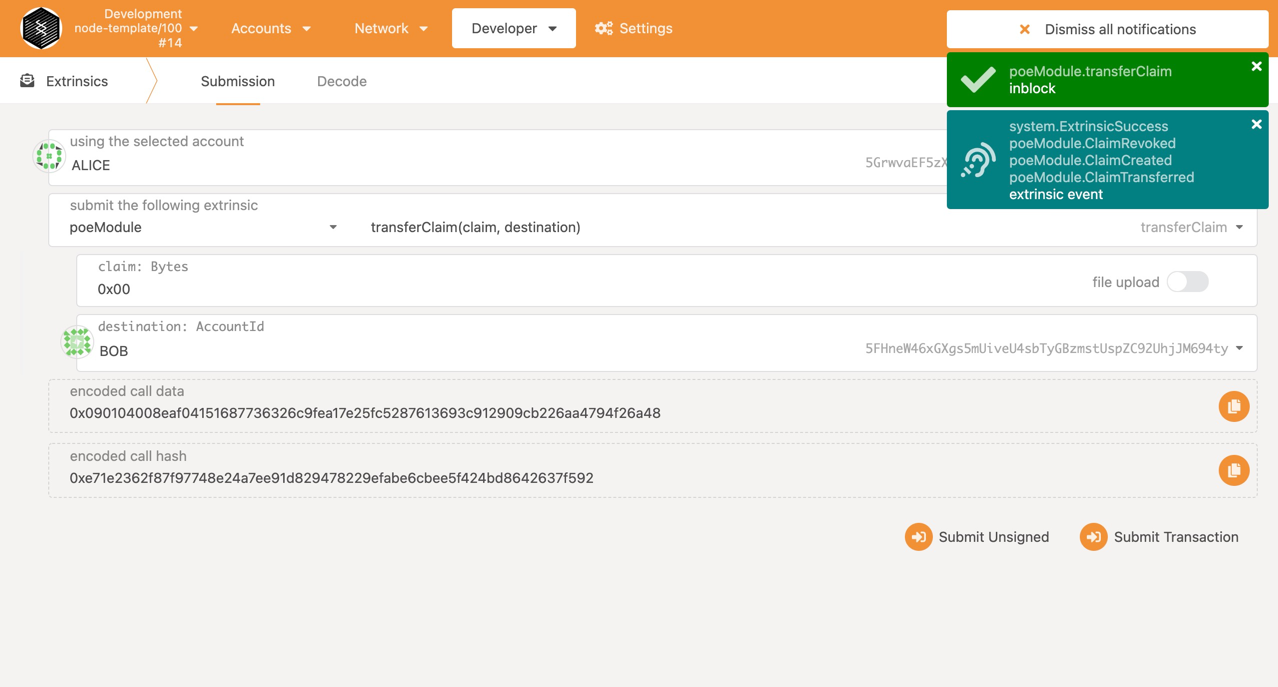 Development
node-template/100
#14
Accounts
Network
Developer
Settings
Dismiss all notifications
Extrinsics
Submission
Decode
poeModule.transferClaim
inblock
system.ExtrinsicSuccess
poeModule.ClaimRevoked
poeModule.ClaimCreated
poeModule.ClaimTransferred
extrinsic event
using the selected account
ALICE
5GrwvaEF5zX
submit the following extrinsic
poeModule
transferClaim(claim, destination)
transferClaim
claim: Bytes
0x00
file upload
destination: AccountId
BOB
5FHneW46xGXgs5mUiveU4sbTyGBzmstUspZC92UhjJM694ty
encoded call data
0x090104008eaf04151687736326c9fea17e25fc5287613693c912909cb226aa4794f26a48
encoded call hash
0xe71e2362f87f97748e24a7ee91d829478229efabe6cbee5f424bd8642637f592
Submit Unsigned
Submit Transaction